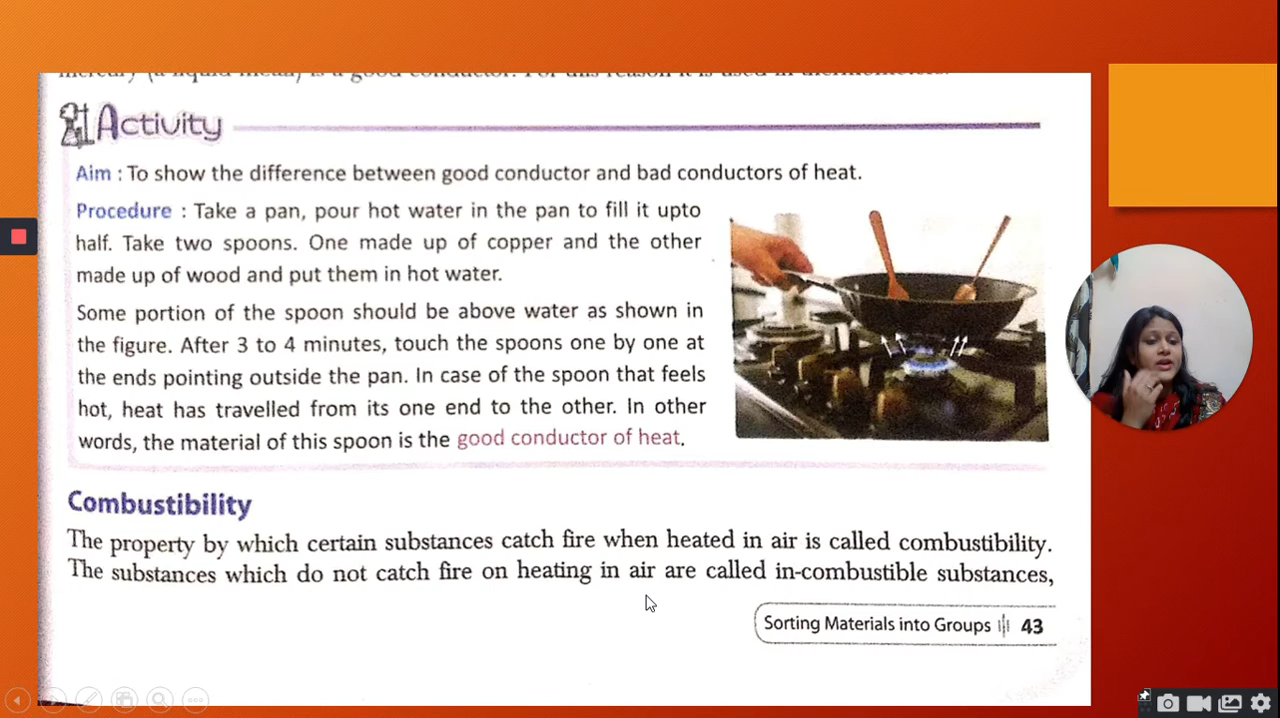 Activity
Aim : To show the difference between good conductor and bad conductors of heat.
Procedure : Take a pan, pour hot water in the pan to fill it upto
half. Take two spoons. One made up of copper and the other
made up of wood and put them in hot water.
Some portion of the spoon should be above water as shown in
the figure. After 3 to 4 minutes, touch the spoons one by one at
the ends pointing outside the pan. In case of the spoon that feels
hot, heat has travelled from its one end to the other. In other
words, the material of this spoon is the good conductor of heat.
Combustibility
The property by which certain substances catch fire when heated in air is called combustibility.
The substances which do not catch fire on heating in air are called in-combustible substances,
Sorting Materials into Groups 43